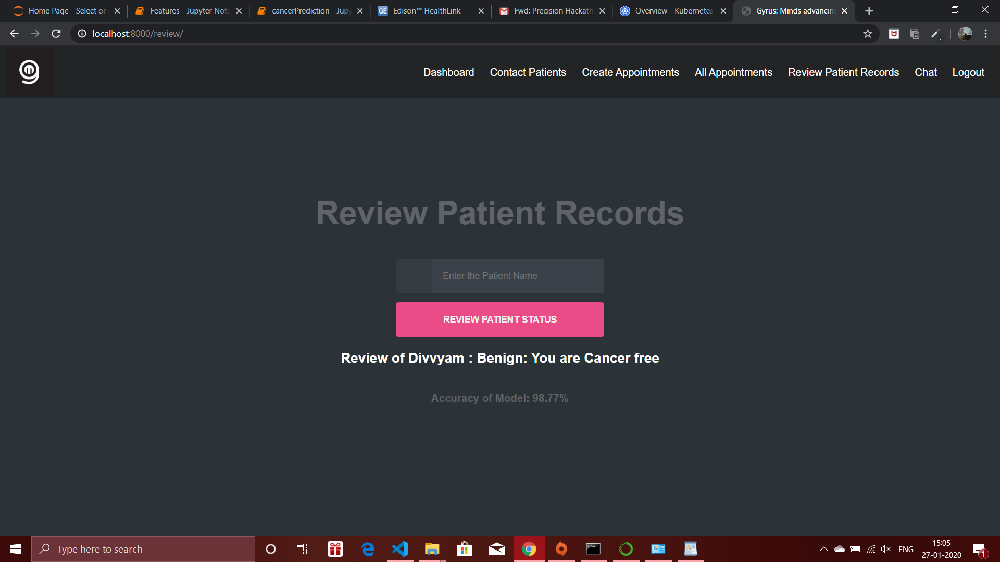 Home Page - Select or
Features - Jupyter Note
cancerPrediction - Jupy
GE Edison™ HealthLink
Fwd: Precision Hackath
Overview - Kubernetes
Gyrus: Minds advancing
localhost:8000/review/
Dashboard
Contact Patients
Create Appointments
All Appointments
Review Patient Records
Chat
Logout
Review Patient Records
Enter the Patient Name
REVIEW PATIENT STATUS
Review of Divvyam : Benign: You are Cancer free
Accuracy of Model: 98.77%
Type here to search
ENG
15:05
27-01-2020
1